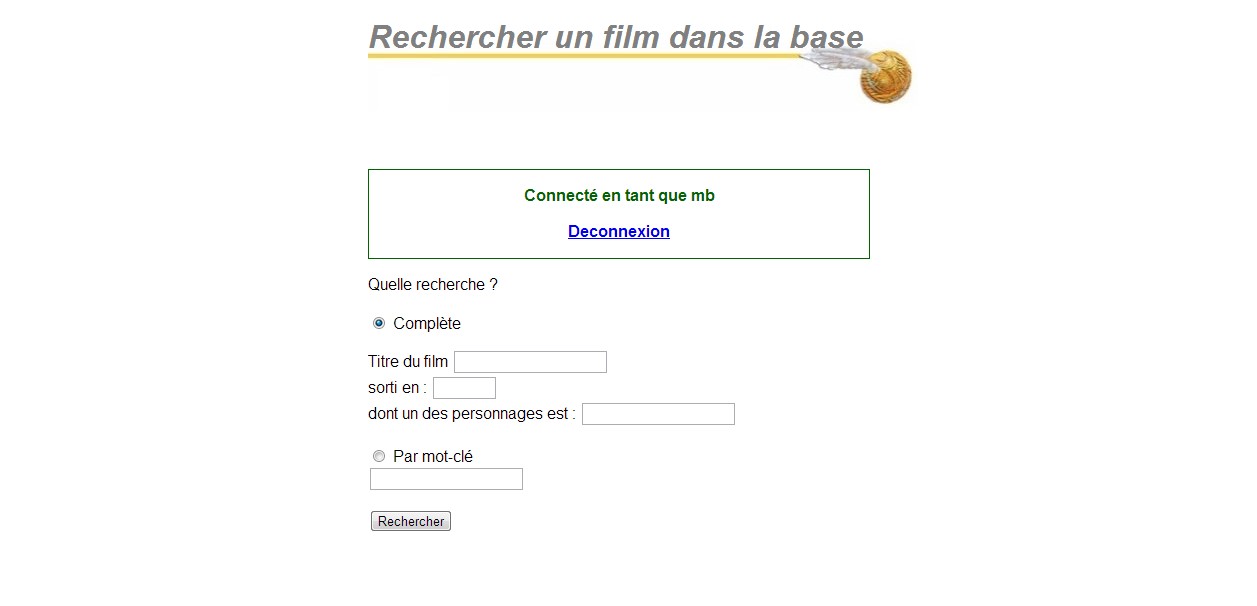 Rechercher un film dans la base
Connecté en tant que mb
Deconnexion
Quelle recherche ?
Complète
Titre du film
sorti en :
dont un des personnages est :
Par mot-clé
Rechercher